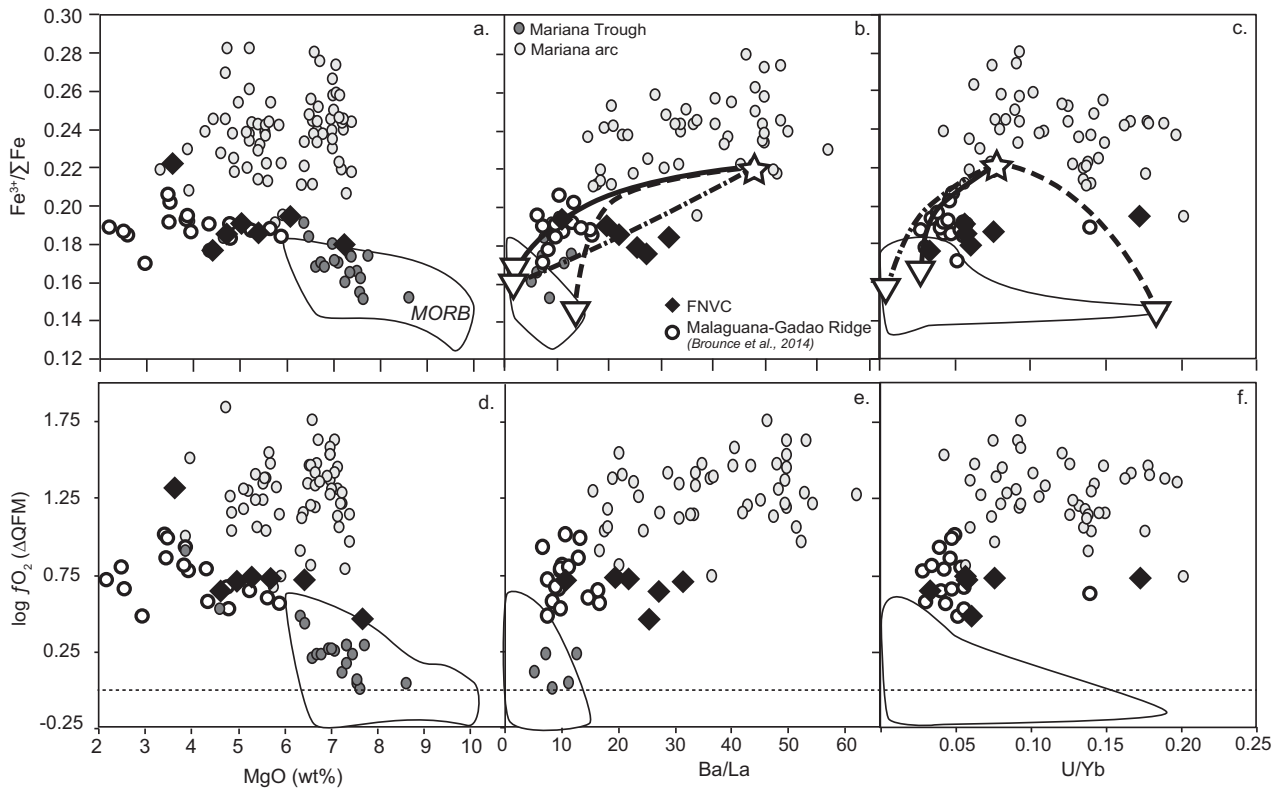 0.30
0.28
0.26
0.24
0.22
0.20
0.18
0.16
0.14
0.12
Fe3+/∑Fe
a.
MORB
Mariana Trough
Mariana arc
b.
FNVC
Malaguana-Gadao Ridge
(Brounce et al., 2014)
c.
1.75
1.25
0.75
0.25
-0.25
log ƒO2 (ΔQFM)
d.
e.
f.
2 3 4 5 6 7 8 9 10
MgO (wt%)
0 10 20 30 40 50 60
Ba/La
0.05 0.10 0.15 0.20 0.25
U/Yb